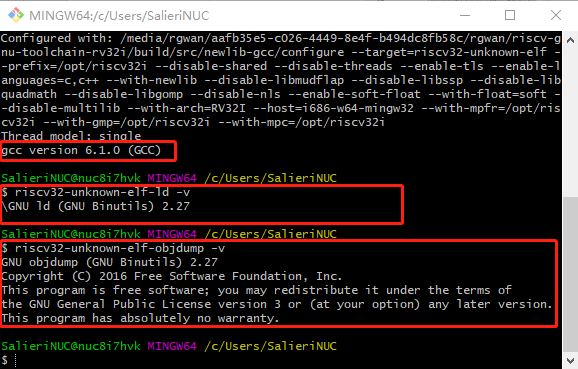 MINGW64:/c/Users/SalieriNUC
Configured with: /media/rgwan/aafb35e5-c026-4449-8e4f-b494dc8fb58c/rgwan/riscv-g
nu-toolchain-rv32i/build/src/newlib-gcc/configure --target=riscv32-unknown-elf -
-prefix=/opt/riscv32i --disable-shared --disable-threads --enable-tls --enable-l
anguages=c,c++ --with-newlib --disable-libmudflap --disable-libssp --disable-lib
quadmath --disable-libgomp --disable-nls --enable-soft-float --with-float=soft -
-disable-multilib --with-arch=RV32I --host=i686-w64-mingw32 --with-mpfr=/opt/ris
cv32i --with-gmp=/opt/riscv32i --with-mpc=/opt/riscv32i
Thread model: single
gcc version 6.1.0 (GCC)
SalieriNUC@nuc8i7hvk MINGW64 /c/Users/SalieriNUC
$ riscv32-unknown-elf-ld -v
\GNU ld (GNU Binutils) 2.27
SalieriNUC@nuc8i7hvk MINGW64 /c/Users/SalieriNUC
$ riscv32-unknown-elf-objdump -v
GNU objdump (GNU Binutils) 2.27
Copyright (C) 2016 Free Software Foundation, Inc.
This program is free software; you may redistribute it under the terms of
the GNU General Public License version 3 or (at your option) any later version.
This program has absolutely no warranty.
SalieriNUC@nuc8i7hvk MINGW64 /c/Users/SalieriNUC
$